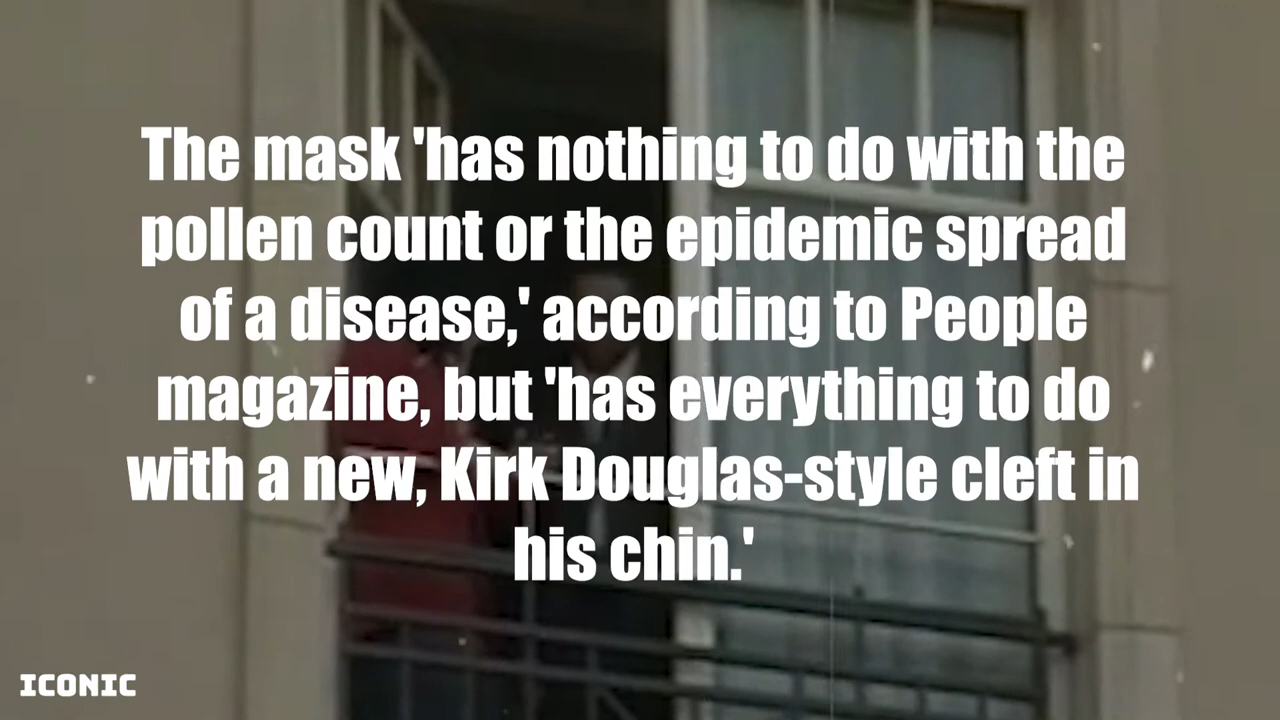 The mask 'has nothing to do with the
pollen count or the epidemic spread
of a disease,' according to People
magazine, but 'has everything to do
with a new, Kirk Douglas-style cleft in
his chin.'
ICONIC